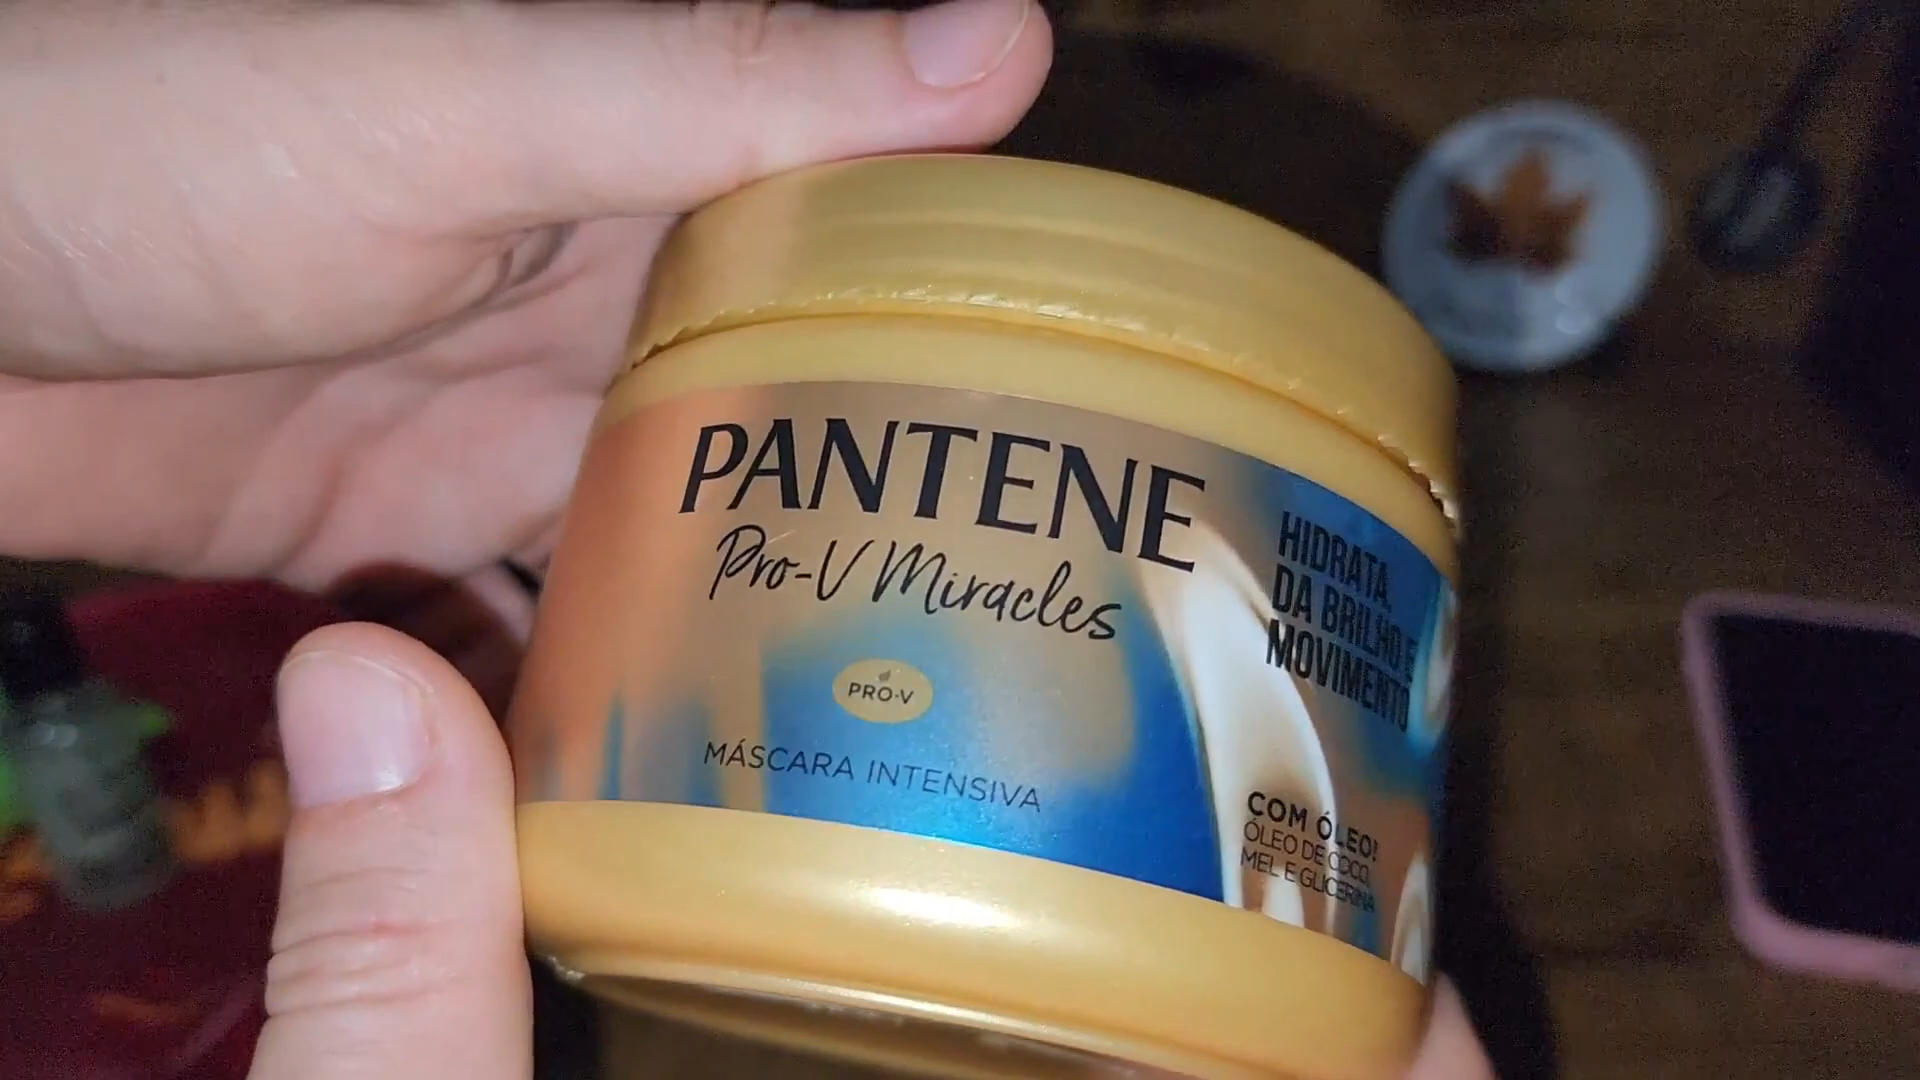 PANTENE
Pro-V Miracles
PRO-V
MÁSCARA INTENSIVA
HIDRATA,
DA BRILHO E
MOVIMENTO
COM ÓLEO!
ÓLEO DE COCO,
MEL E GLICERINA